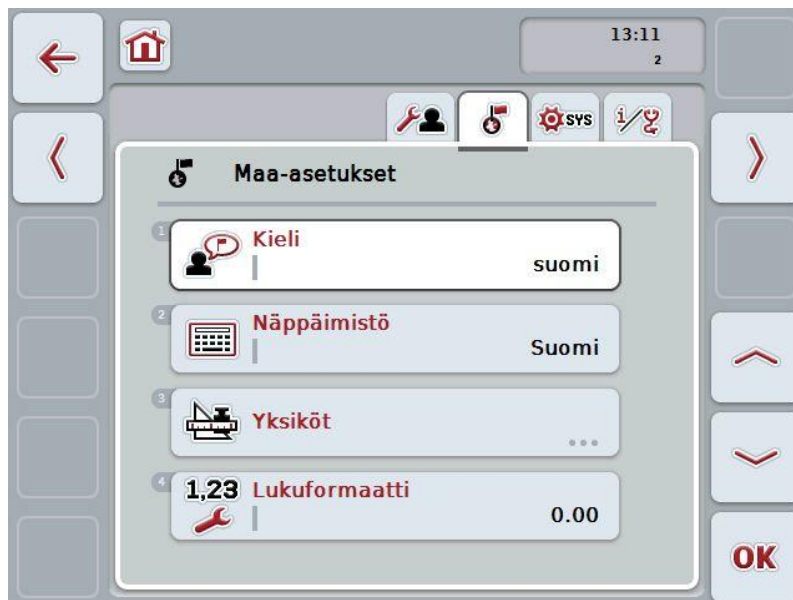 13:11
2
SYS
i/
Maa-asetukset
1
Kieli
suomi
2
Näppäimistö
Suomi
3
Yksiköt
...
4
1,23
Lukuformaatti
0.00
OK